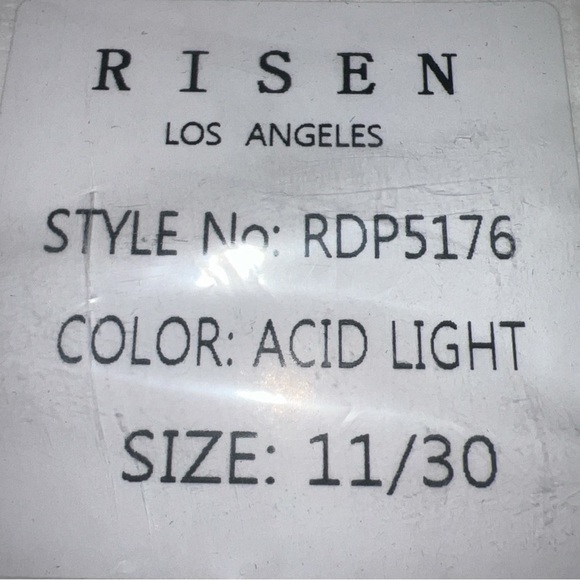 RISEN
LOS ANGELES
STYLE No: RDP5176
COLOR: ACID LIGHT
SIZE: 11/30